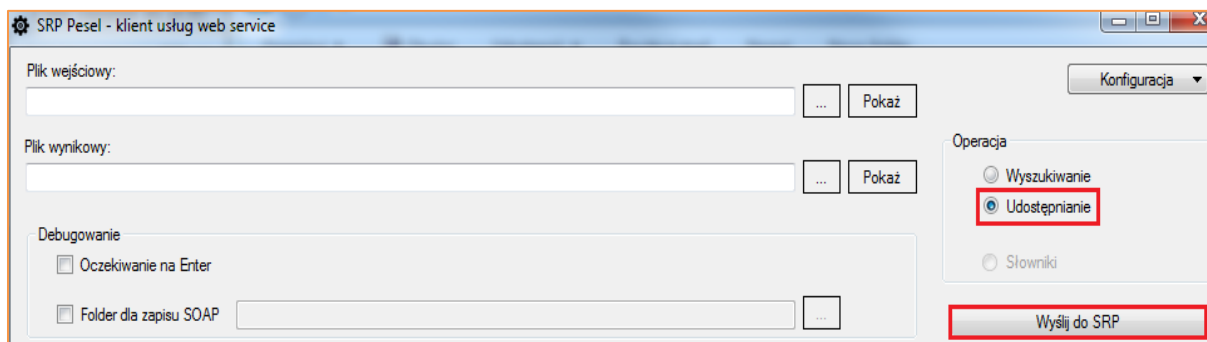 SRP Pesel - klient usług web service
Plik wejściowy:
Konfiguracja
... Pokaż
Plik wynikowy:
Operacja
... Pokaż
Wyszukiwanie
Udostępnianie
Debugowanie
Oczekiwanie na Enter
Słowniki
Folder dla zapisu SOAP ...
Wyślij do SRP